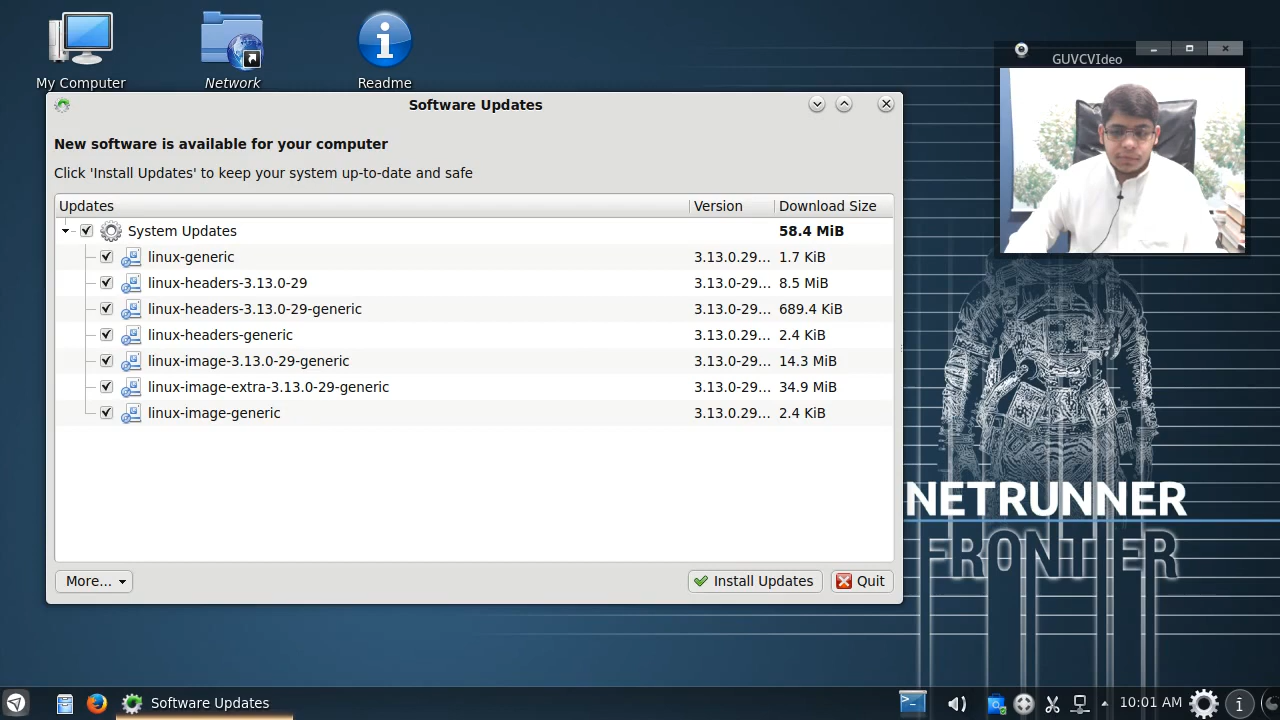 My Computer
Network
Readme
GUVCVIdeo
Software Updates
New software is available for your computer
Click 'Install Updates' to keep your system up-to-date and safe
Updates Version Download Size
System Updates 58.4 MiB
linux-generic 3.13.0.29... 1.7 KiB
linux-headers-3.13.0-29 3.13.0-29... 8.5 MiB
linux-headers-3.13.0-29-generic 3.13.0-29... 689.4 KiB
linux-headers-generic 3.13.0.29... 2.4 KiB
linux-image-3.13.0-29-generic 3.13.0-29... 14.3 MiB
linux-image-extra-3.13.0-29-generic 3.13.0-29... 34.9 MiB
linux-image-generic 3.13.0.29... 2.4 KiB
NETRUNNER
FRONTIER
More... Install Updates Quit
Software Updates 10:01 AM